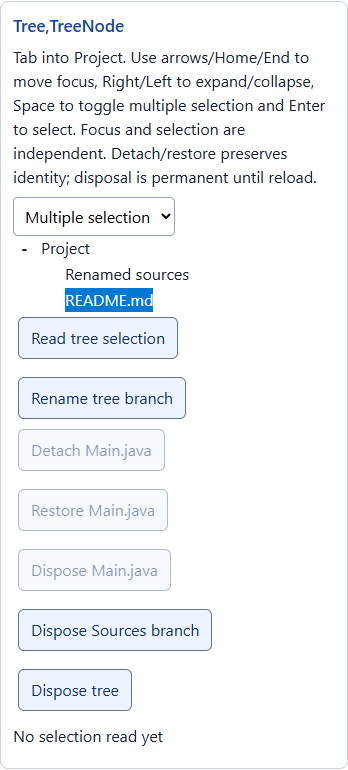 Tree,TreeNode
Tab into Project. Use arrows/Home/End to
move focus, Right/Left to expand/collapse,
Space to toggle multiple selection and Enter
to select. Focus and selection are
independent. Detach/restore preserves
identity; disposal is permanent until reload.
Multiple selection
- Project
Renamed sources
README.md
Read tree selection
Rename tree branch
Detach Main.java
Restore Main.java
Dispose Main.java
Dispose Sources branch
Dispose tree
No selection read yet